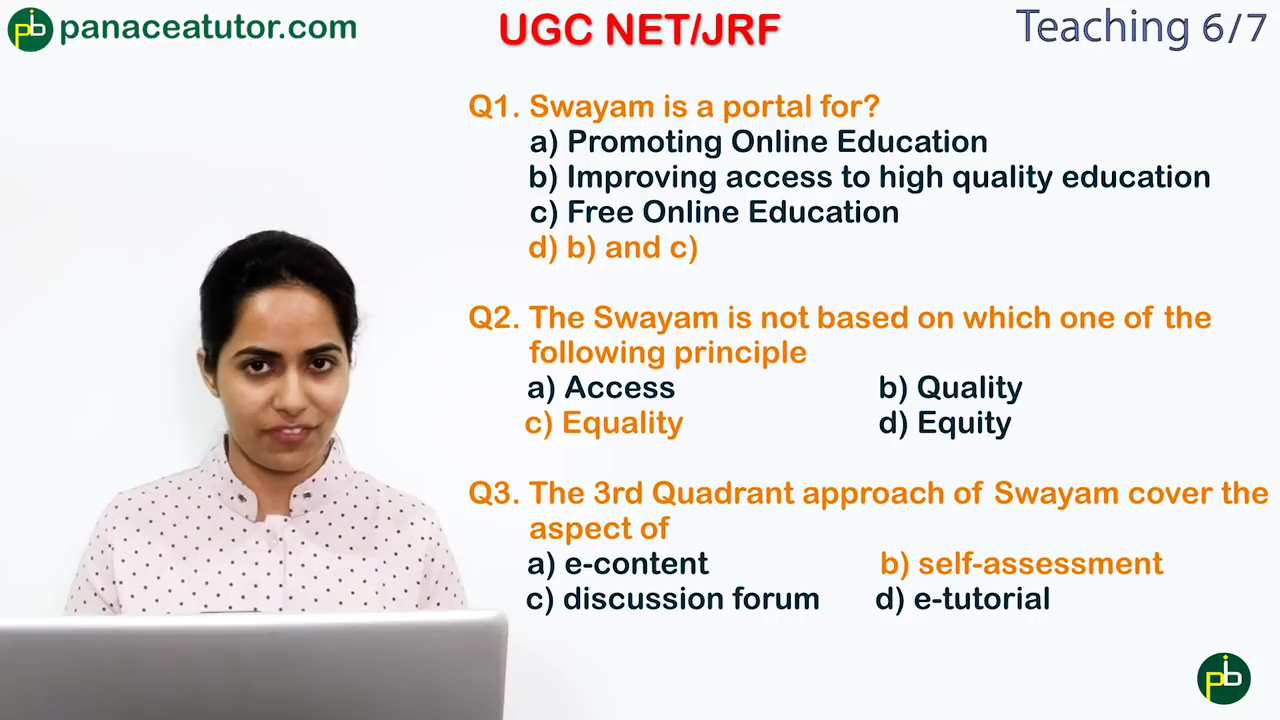 pib panaceatutor.com
UGC NET/JRF
Teaching 6/7
Q1. Swayam is a portal for?
a) Promoting Online Education
b) Improving access to high quality education
c) Free Online Education
d) b) and c)
Q2. The Swayam is not based on which one of the
following principle
a) Access b) Quality
c) Equality d) Equity
Q3. The 3rd Quadrant approach of Swayam cover the
aspect of
a) e-content b) self-assessment
c) discussion forum d) e-tutorial
pib